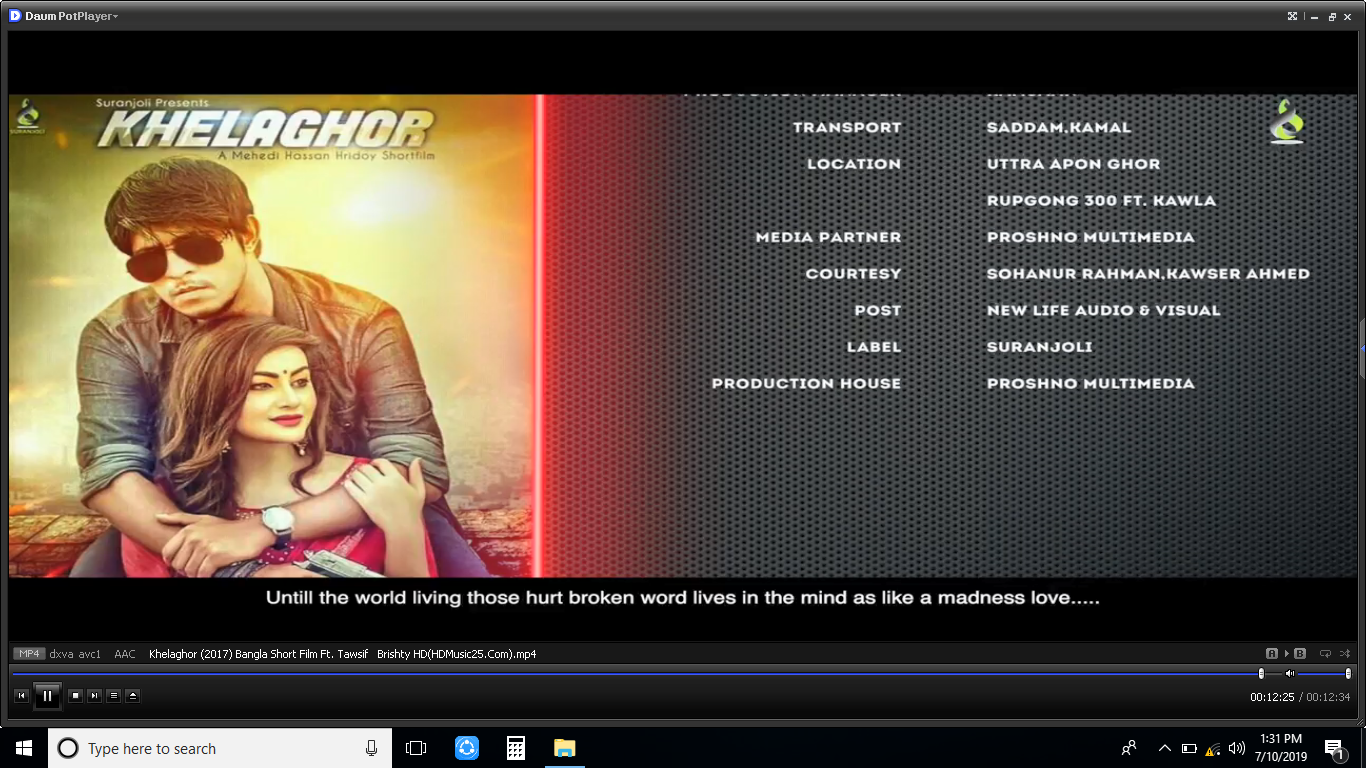 Daum PotPlayer
Suranjoli Presents
KHELAGHOR
A Mehedi Hassan Hridoy Shortfilm
SURANJOLI
TRANSPORT SADDAM,KAMAL
LOCATION UTTRA APON GHOR
RUPGONG 300 FT. KAWLA
MEDIA PARTNER PROSHNO MULTIMEDIA
COURTESY SOHANUR RAHMAN,KAWSER AHMED
POST NEW LIFE AUDIO & VISUAL
LABEL SURANJOLI
PRODUCTION HOUSE PROSHNO MULTIMEDIA
Untill the world living those hurt broken word lives in the mind as like a madness love.....
MP4 dxva avc1 AAC Khelaghor (2017) Bangla Short Film Ft. Tawsif Brishty HD(HDMusic25.Com).mp4 A B
00:12:25 / 00:12:34
Type here to search
1:31 PM
7/10/2019
1